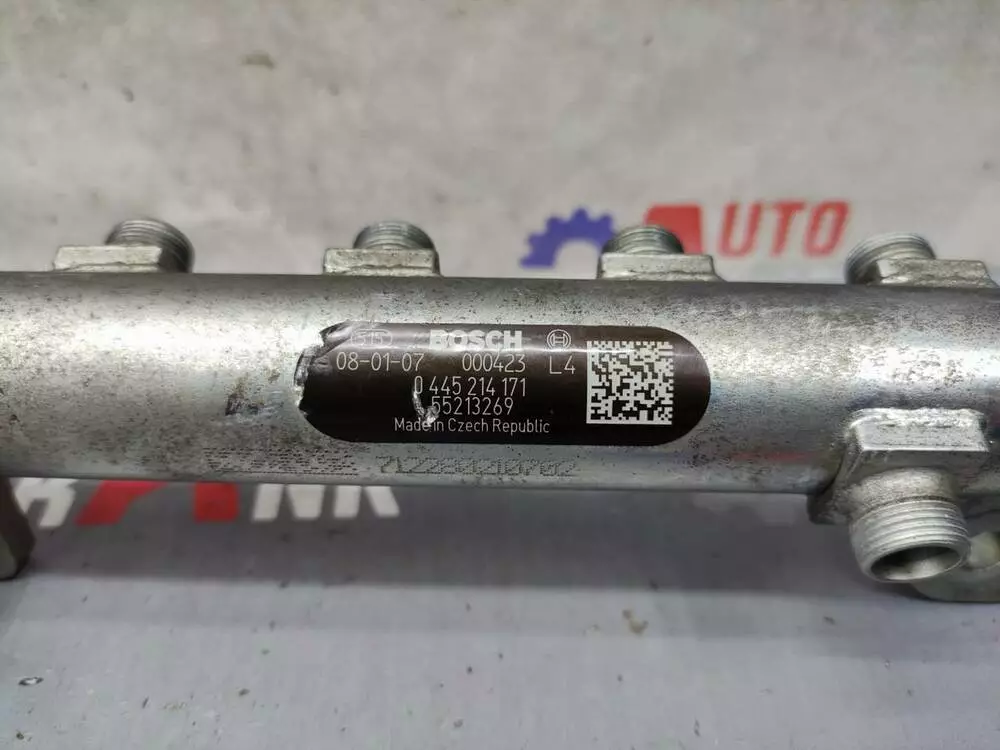 AUTO
BOSCH
08-01-07 000423 L4
0 445 214 171
55213269
Made in Czech Republic